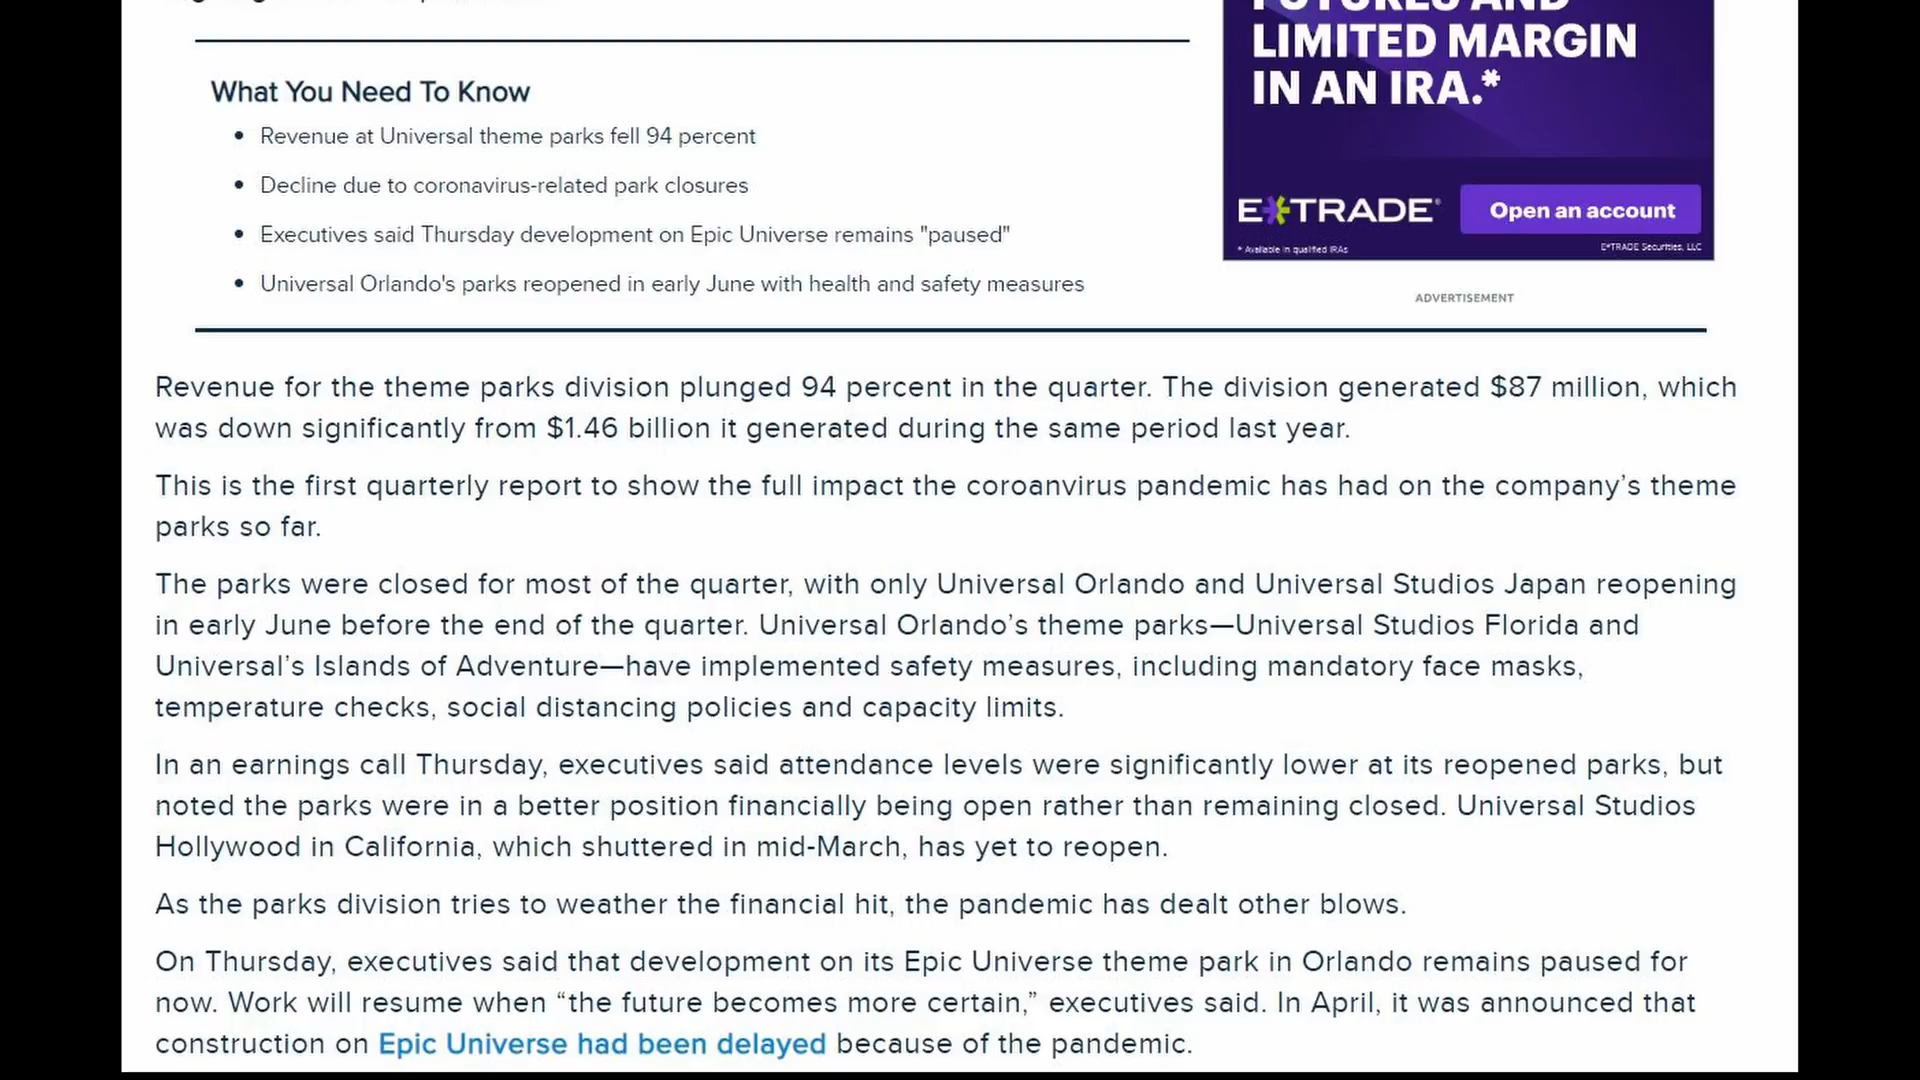 What You Need To Know
• Revenue at Universal theme parks fell 94 percent
• Decline due to coronavirus-related park closures
• Executives said Thursday development on Epic Universe remains "paused"
• Universal Orlando's parks reopened in early June with health and safety measures
FUTURES AND
LIMITED MARGIN
IN AN IRA.*
E*TRADE®
Open an account
* Available in qualified IRAs
E*TRADE Securities, LLC
ADVERTISEMENT
Revenue for the theme parks division plunged 94 percent in the quarter. The division generated $87 million, which
was down significantly from $1.46 billion it generated during the same period last year.
This is the first quarterly report to show the full impact the coroanvirus pandemic has had on the company’s theme
parks so far.
The parks were closed for most of the quarter, with only Universal Orlando and Universal Studios Japan reopening
in early June before the end of the quarter. Universal Orlando’s theme parks—Universal Studios Florida and
Universal’s Islands of Adventure—have implemented safety measures, including mandatory face masks,
temperature checks, social distancing policies and capacity limits.
In an earnings call Thursday, executives said attendance levels were significantly lower at its reopened parks, but
noted the parks were in a better position financially being open rather than remaining closed. Universal Studios
Hollywood in California, which shuttered in mid-March, has yet to reopen.
As the parks division tries to weather the financial hit, the pandemic has dealt other blows.
On Thursday, executives said that development on its Epic Universe theme park in Orlando remains paused for
now. Work will resume when “the future becomes more certain,” executives said. In April, it was announced that
construction on Epic Universe had been delayed because of the pandemic.